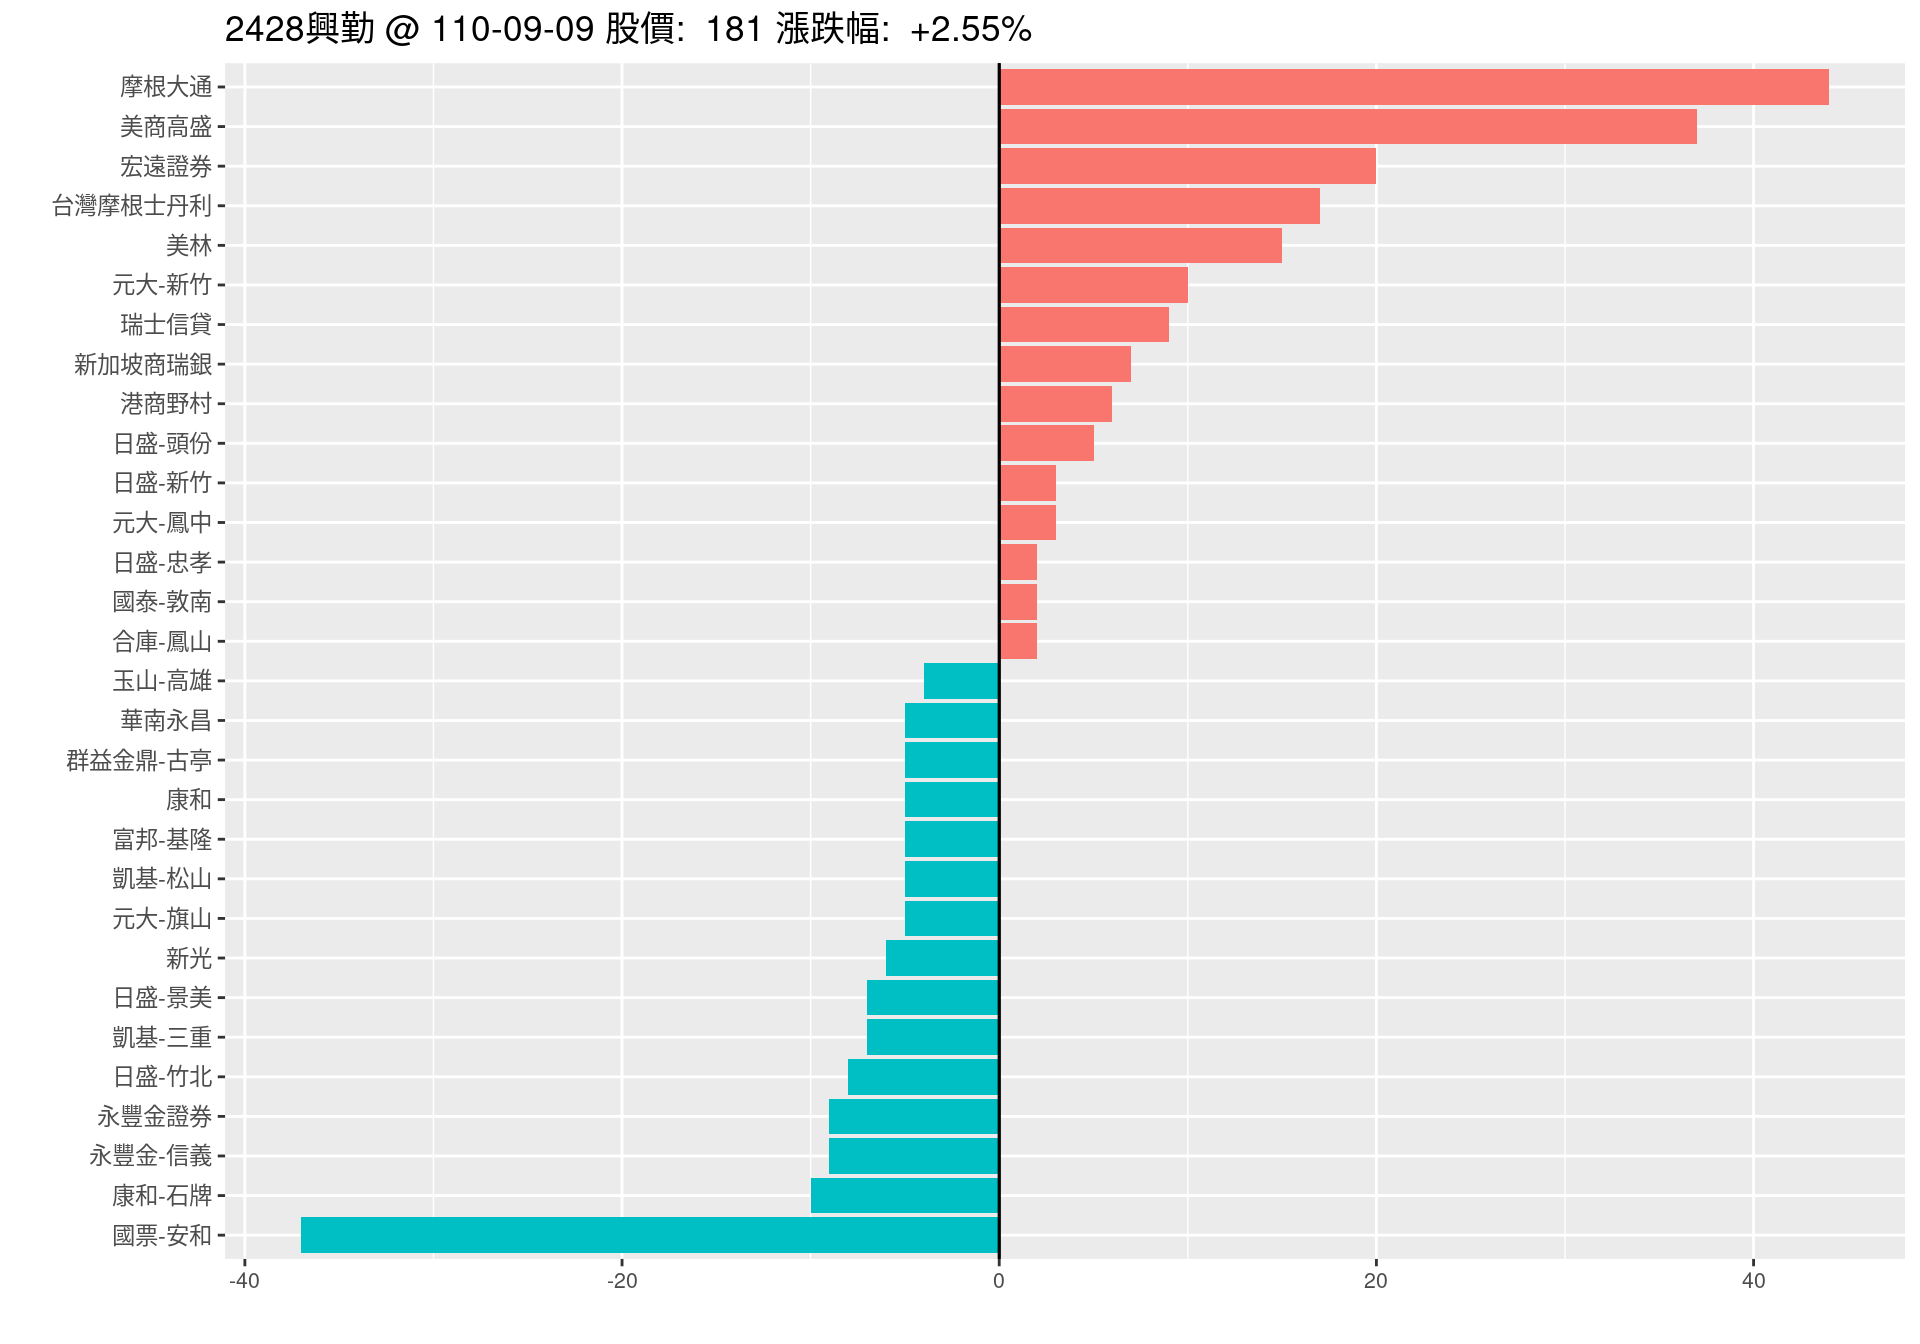 2428興勤 @ 110-09-09 股價: 181 漲跌幅: +2.55%
摩根大通
美商高盛
宏遠證券
台灣摩根士丹利
美林
元大-新竹
瑞士信貸
新加坡商瑞銀
港商野村
日盛-頭份
日盛-新竹
元大-鳳中
日盛-忠孝
國泰-敦南
合庫-鳳山
玉山-高雄
華南永昌
群益金鼎-古亭
康和
富邦-基隆
凱基-松山
元大-旗山
新光
日盛-景美
凱基-三重
日盛-竹北
永豐金證券
永豐金-信義
康和-石牌
國票-安和
-40 -20 0 20 40